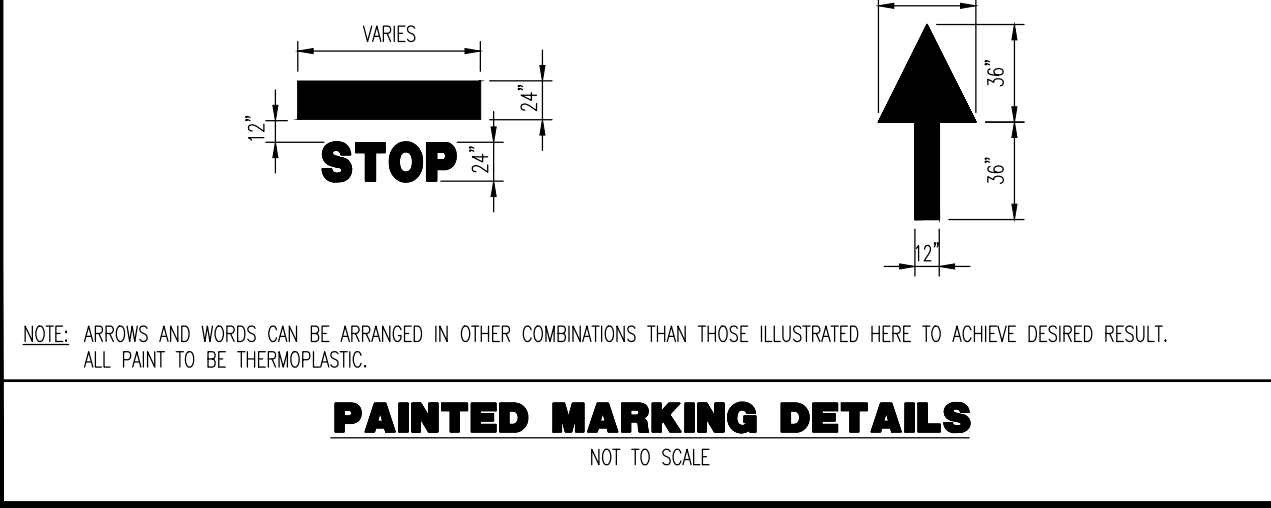 VARIES
24"
12"
STOP
24"
36"
36"
12"
NOTE: ARROWS AND WORDS CAN BE ARRANGED IN OTHER COMBINATIONS THAN THOSE ILLUSTRATED HERE TO ACHIEVE DESIRED RESULT.
ALL PAINT TO BE THERMOPLASTIC.
PAINTED MARKING DETAILS
NOT TO SCALE